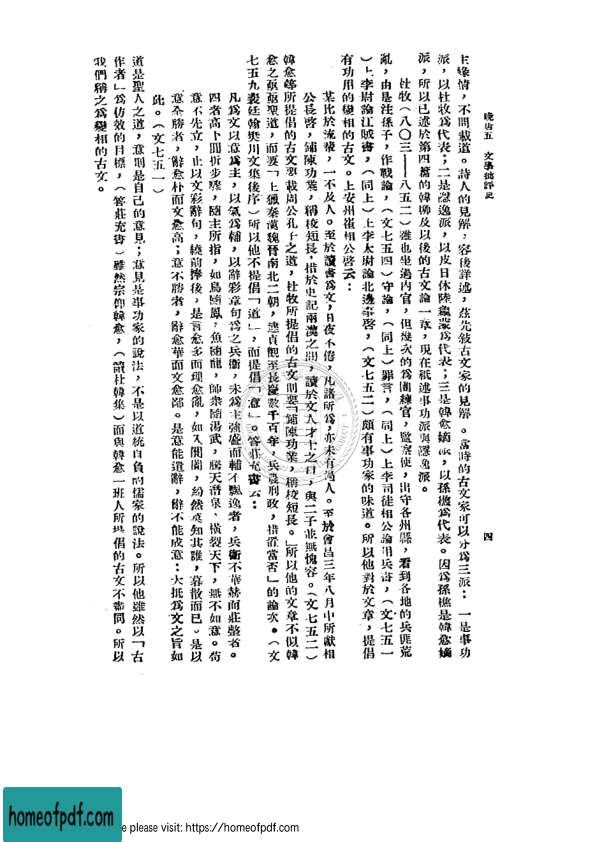 晚唐五代文學批評史
四
主緣情，不問載道。詩人的見解，容後詳述，茲先敍古文家的見解。當時的古文家可以分爲三派：一是事功
派，以杜牧爲代表；二是隱逸派，以皮日休陸龜蒙爲代表；三是韓愈嫡派，以孫樵爲代表。因爲孫樵是韓愈嫡
派，所以已述於第四篇的韓柳及以後的古文論一章，現在祇述事功派與隱逸派。
杜牧（八〇三——八五二）雖也坐過內官，但幾次的爲團練官，監察使，出守各州縣，看到各地的兵匪荒
亂，由是注孫子，作戰論，（文七五四）守論，（同上）罪言，（同上）上李司徒相公論用兵書，（文七五一
）上李尉論江賊書，（同上）上李太尉論北邊事啓，（文七五二）頗有事功家的味道。所以他對於文章，提倡
有功用的變相的古文。上安州崔相公啓云：
某比於流輩，一不及人。至於讀書爲文，日夜不倦，凡諸所爲，亦未有過人。至於會昌三年八月中所獻相
公長啓，鋪陳功業，稱校短長，措於史記兩漢之間，讀於文人才士之口，與二子並無愧容。（文七五二）
韓愈等所提倡的古文要載周公孔子之道，杜牧所提倡的古文則要「鋪陳功業，稱校短長。」所以他的文章不似韓
愈之亟亟聖道，而要「上獵秦漢魏晉南北二朝，逮貞觀至長慶數千百年，兵農刑政，措置當否」的論次。（文
七五九裴廷翰樊川文集後序）所以他不提倡「道」，而提倡「意」。答莊充書云：
凡爲文以意爲主，以氣爲輔，以辭彩章句爲之兵衛，未有主強盛而輔不飄逸者，兵衛不華赫而莊整者。
四者高下圓折步驟，隨主所指，如鳥隨鳳，魚隨龍，師衆隨湯武，騰天潛泉，橫裂天下，無不如意。苟
意不先立，止以文彩辭句，繞前捧後，是言愈多而理愈亂，如入闤闠，紛然莫知其誰，暮散而已。是以
意全勝者，辭愈朴而文愈高；意不勝者，辭愈華而文愈鄙。是意能遣辭，辭不能成意：大抵爲文之旨如
此。（文七五一）
道是聖人之道，意則是自己的意見；意見是事功家的說法，不是以道統自負的儒家的說法。所以他雖然以「古
作者」爲仿效的目標，（答莊充書）雖然宗仰韓愈，（讀杜韓集）而與韓愈一班人所提倡的古文不普同。所以
我們稱之爲變相的古文。
homeofpdf.com
e please visit: https://homeofpdf.com